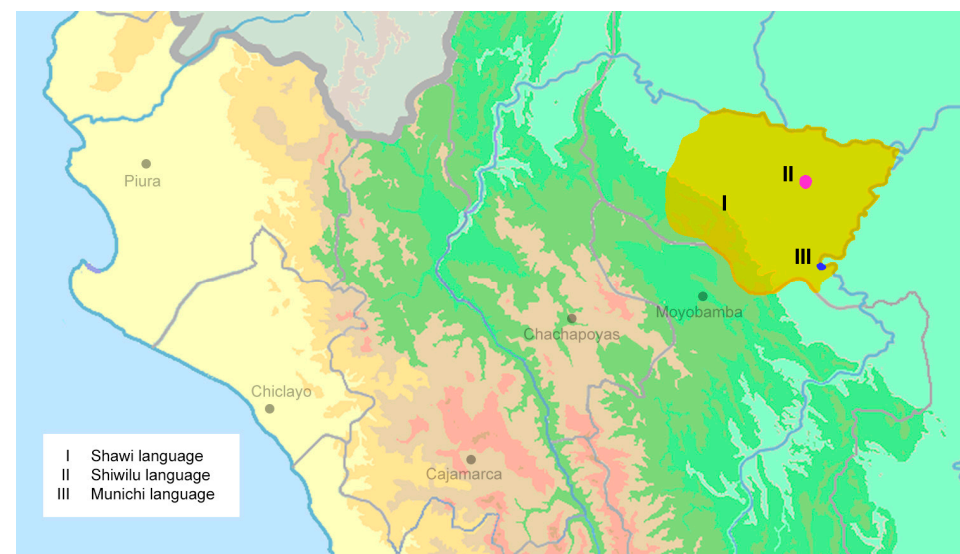 Piura
II
I
III
Moyobamba
Chachapoyas
Chiclayo
Cajamarca
I Shawi language
II Shiwilu language
III Munichi language